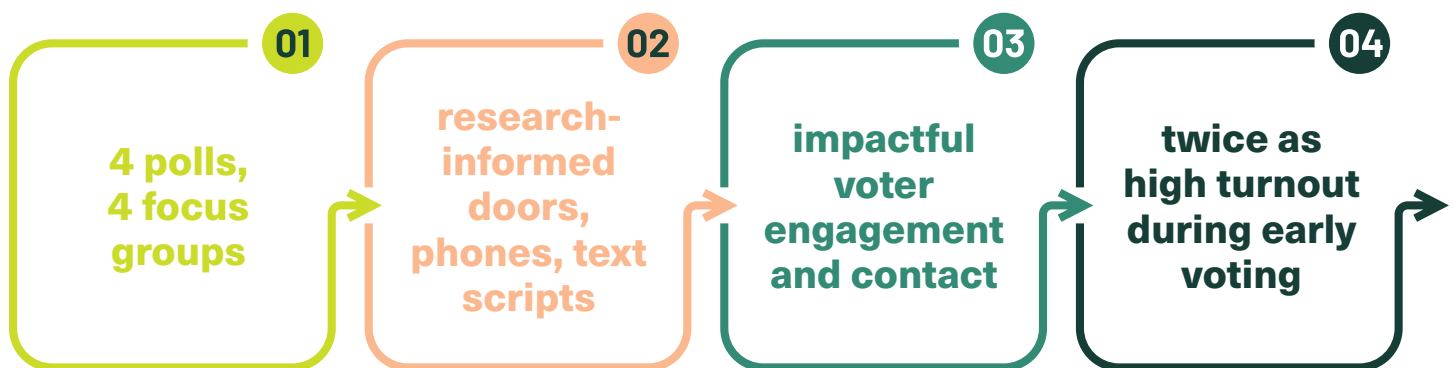 01
4 polls,
4 focus
groups
02
research-
informed
doors,
phones, text
scripts
03
impactful
voter
engagement
and contact
04
twice as
high turnout
during early
voting